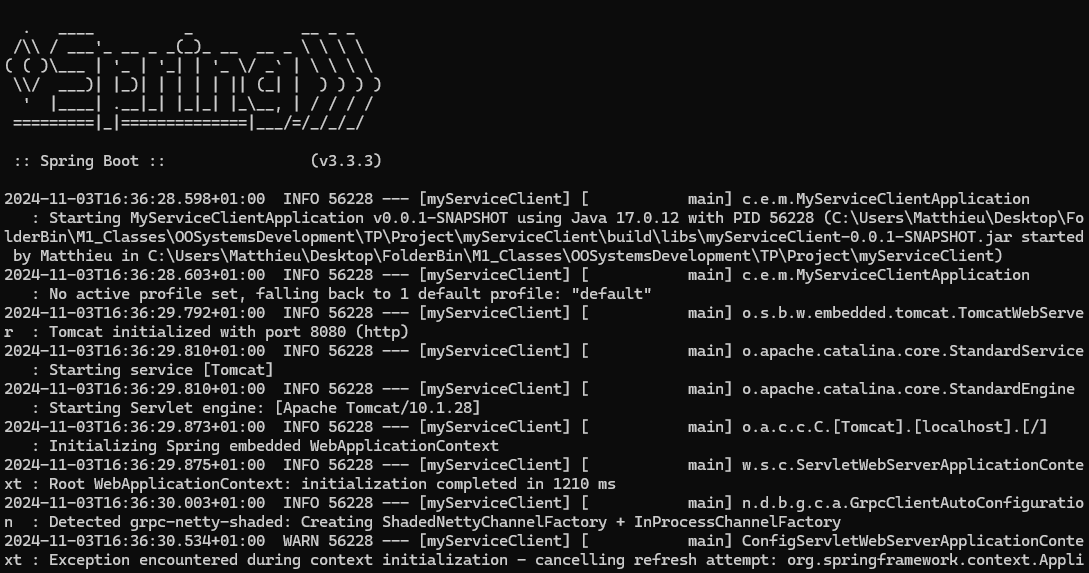 .   ____          _            __ _ _
 /\\ / ___'_ __ _ _(_)_ __  __ _ \ \ \ \
( ( )\___ | '_ | '_| | '_ \/ _` | \ \ \ \
 \\/  ___)| |_)| | | | | || (_| |  ) ) ) )
  '  |____| .__|_| |_|_| |_\__, | / / / /
 =========|_|==============|___/=/_/_/_/

 :: Spring Boot ::                (v3.3.3)

2024-11-03T16:36:28.598+01:00  INFO 56228 --- [myServiceClient] [           main] c.e.m.MyServiceClientApplication
   : Starting MyServiceClientApplication v0.0.1-SNAPSHOT using Java 17.0.12 with PID 56228 (C:\Users\Matthieu\Desktop\Fo
lderBin\M1_Classes\OOSystemsDevelopment\TP\Project\myServiceClient\build\libs\myServiceClient-0.0.1-SNAPSHOT.jar started
 by Matthieu in C:\Users\Matthieu\Desktop\FolderBin\M1_Classes\OOSystemsDevelopment\TP\Project\myServiceClient)
2024-11-03T16:36:28.603+01:00  INFO 56228 --- [myServiceClient] [           main] c.e.m.MyServiceClientApplication
   : No active profile set, falling back to 1 default profile: "default"
2024-11-03T16:36:29.792+01:00  INFO 56228 --- [myServiceClient] [           main] o.s.b.w.embedded.tomcat.TomcatWebServe
r  : Tomcat initialized with port 8080 (http)
2024-11-03T16:36:29.810+01:00  INFO 56228 --- [myServiceClient] [           main] o.apache.catalina.core.StandardService
   : Starting service [Tomcat]
2024-11-03T16:36:29.810+01:00  INFO 56228 --- [myServiceClient] [           main] o.apache.catalina.core.StandardEngine
   : Starting Servlet engine: [Apache Tomcat/10.1.28]
2024-11-03T16:36:29.873+01:00  INFO 56228 --- [myServiceClient] [           main] o.a.c.c.C.[Tomcat].[localhost].[/]
   : Initializing Spring embedded WebApplicationContext
2024-11-03T16:36:29.875+01:00  INFO 56228 --- [myServiceClient] [           main] w.s.c.ServletWebServerApplicationConte
xt : Root WebApplicationContext: initialization completed in 1210 ms
2024-11-03T16:36:30.003+01:00  INFO 56228 --- [myServiceClient] [           main] n.d.b.g.c.a.GrpcClientAutoConfiguratio
n  : Detected grpc-netty-shaded: Creating ShadedNettyChannelFactory + InProcessChannelFactory
2024-11-03T16:36:30.534+01:00  WARN 56228 --- [myServiceClient] [           main] ConfigServletWebServerApplicationConte
xt : Exception encountered during context initialization - cancelling refresh attempt: org.springframework.context.Appli